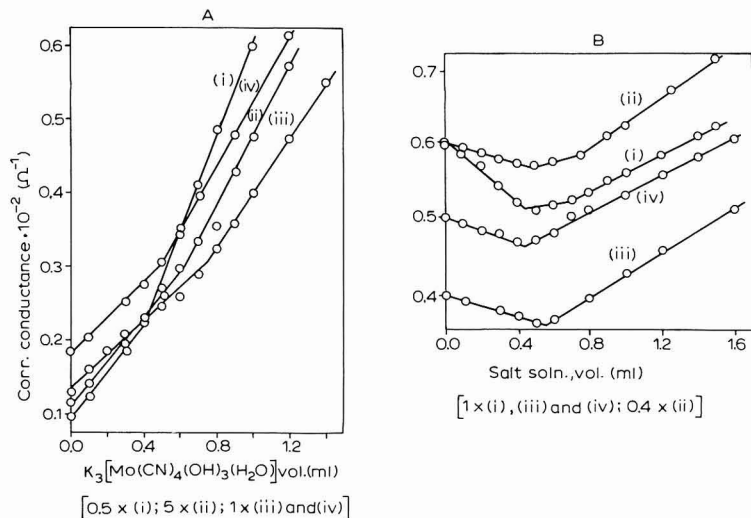 A
0.6
0.5
0.4
0.3
0.2
0.1
Corr. conductance·10⁻² (Ω⁻¹)
(i)
(iv)
(ii)
(iii)
0.0
0.4
0.8
1.2
K₃[Mo(CN)₄(OH)₃(H₂O)]vol.(ml)
[0.5 x (i); 5 x (ii); 1 x (iii) and(iv)]
B
0.7
0.6
0.5
0.4
(ii)
(i)
(iv)
(iii)
0.0
0.4
0.8
1.2
1.6
Salt soln.,vol. (ml)
[1 x (i), (iii) and (iv); 0.4 x (ii)]